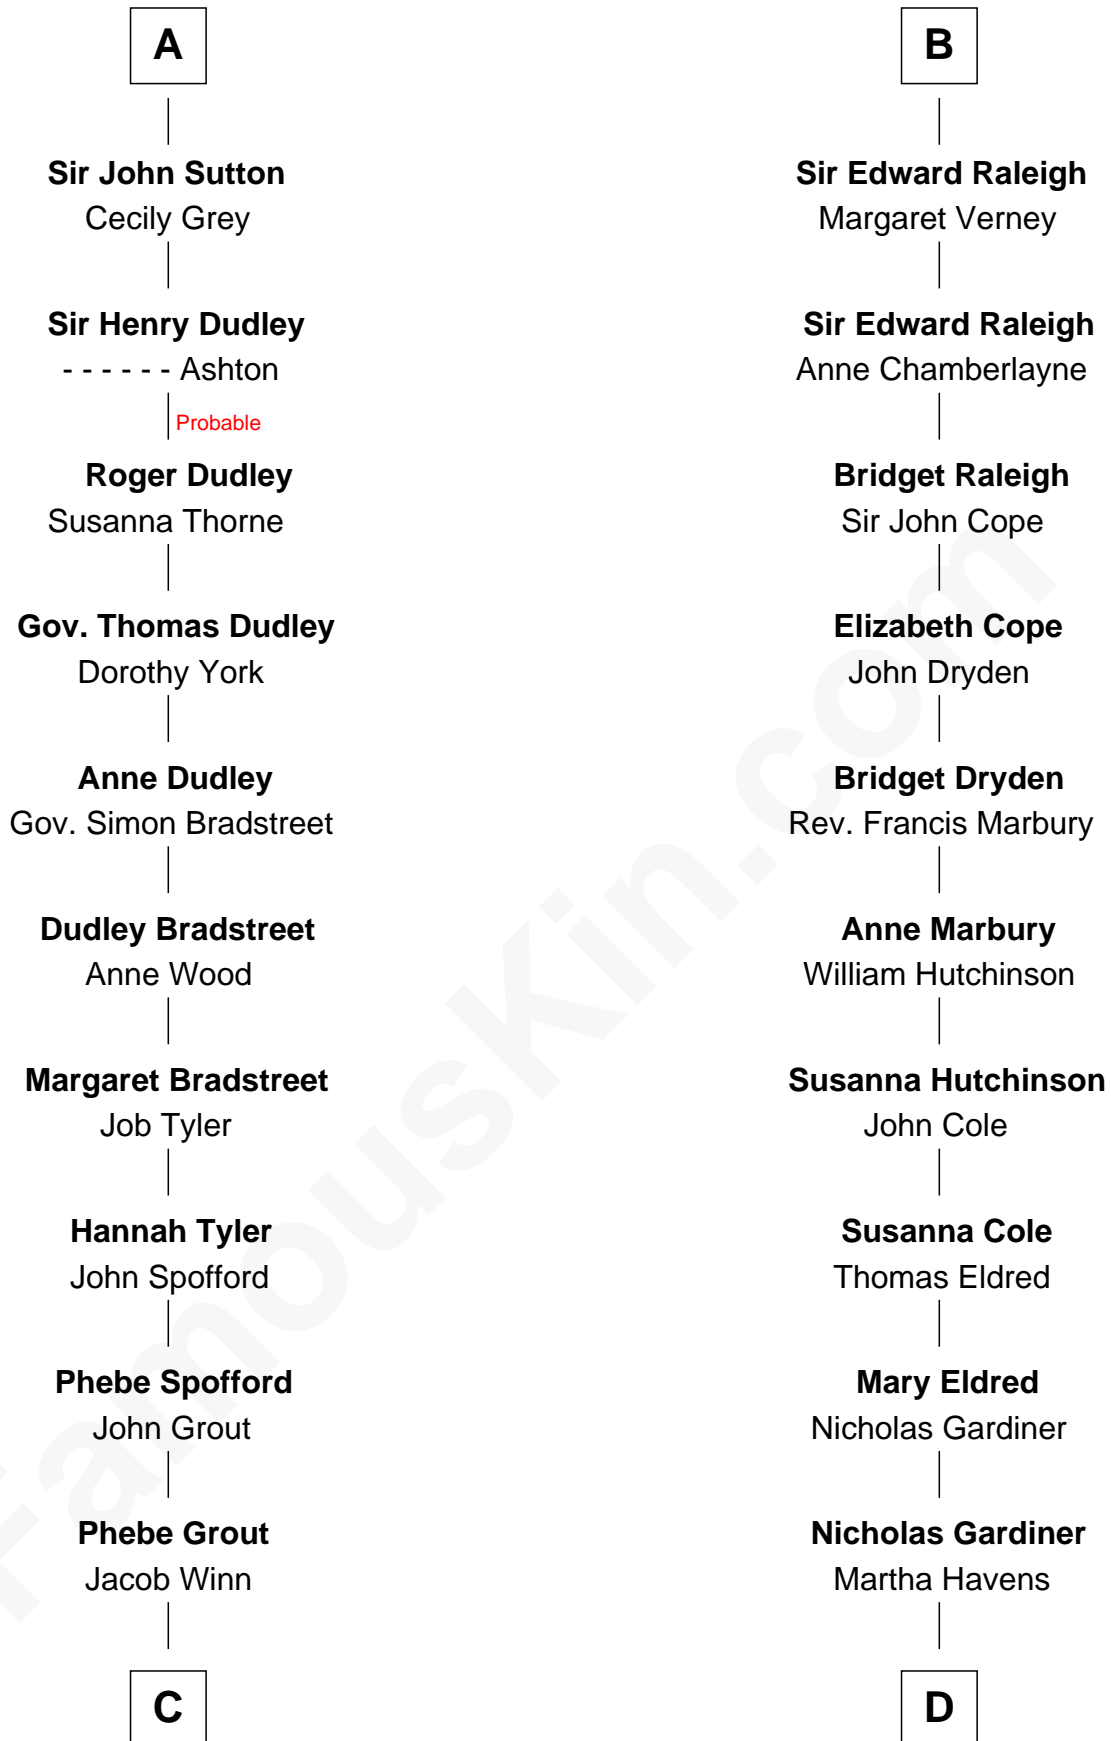 A
Sir John Sutton
Cecily Grey
Sir Henry Dudley
- - - - - - Ashton
Probable
Roger Dudley
Susanna Thorne
Gov. Thomas Dudley
Dorothy York
Anne Dudley
Gov. Simon Bradstreet
Dudley Bradstreet
Anne Wood
Margaret Bradstreet
Job Tyler
Hannah Tyler
John Spofford
Phebe Spofford
John Grout
Phebe Grout
Jacob Winn
C
B
Sir Edward Raleigh
Margaret Verney
Sir Edward Raleigh
Anne Chamberlayne
Bridget Raleigh
Sir John Cope
Elizabeth Cope
John Dryden
Bridget Dryden
Rev. Francis Marbury
Anne Marbury
William Hutchinson
Susanna Hutchinson
John Cole
Susanna Cole
Thomas Eldred
Mary Eldred
Nicholas Gardiner
Nicholas Gardiner
Martha Havens
D
FamousKin.com